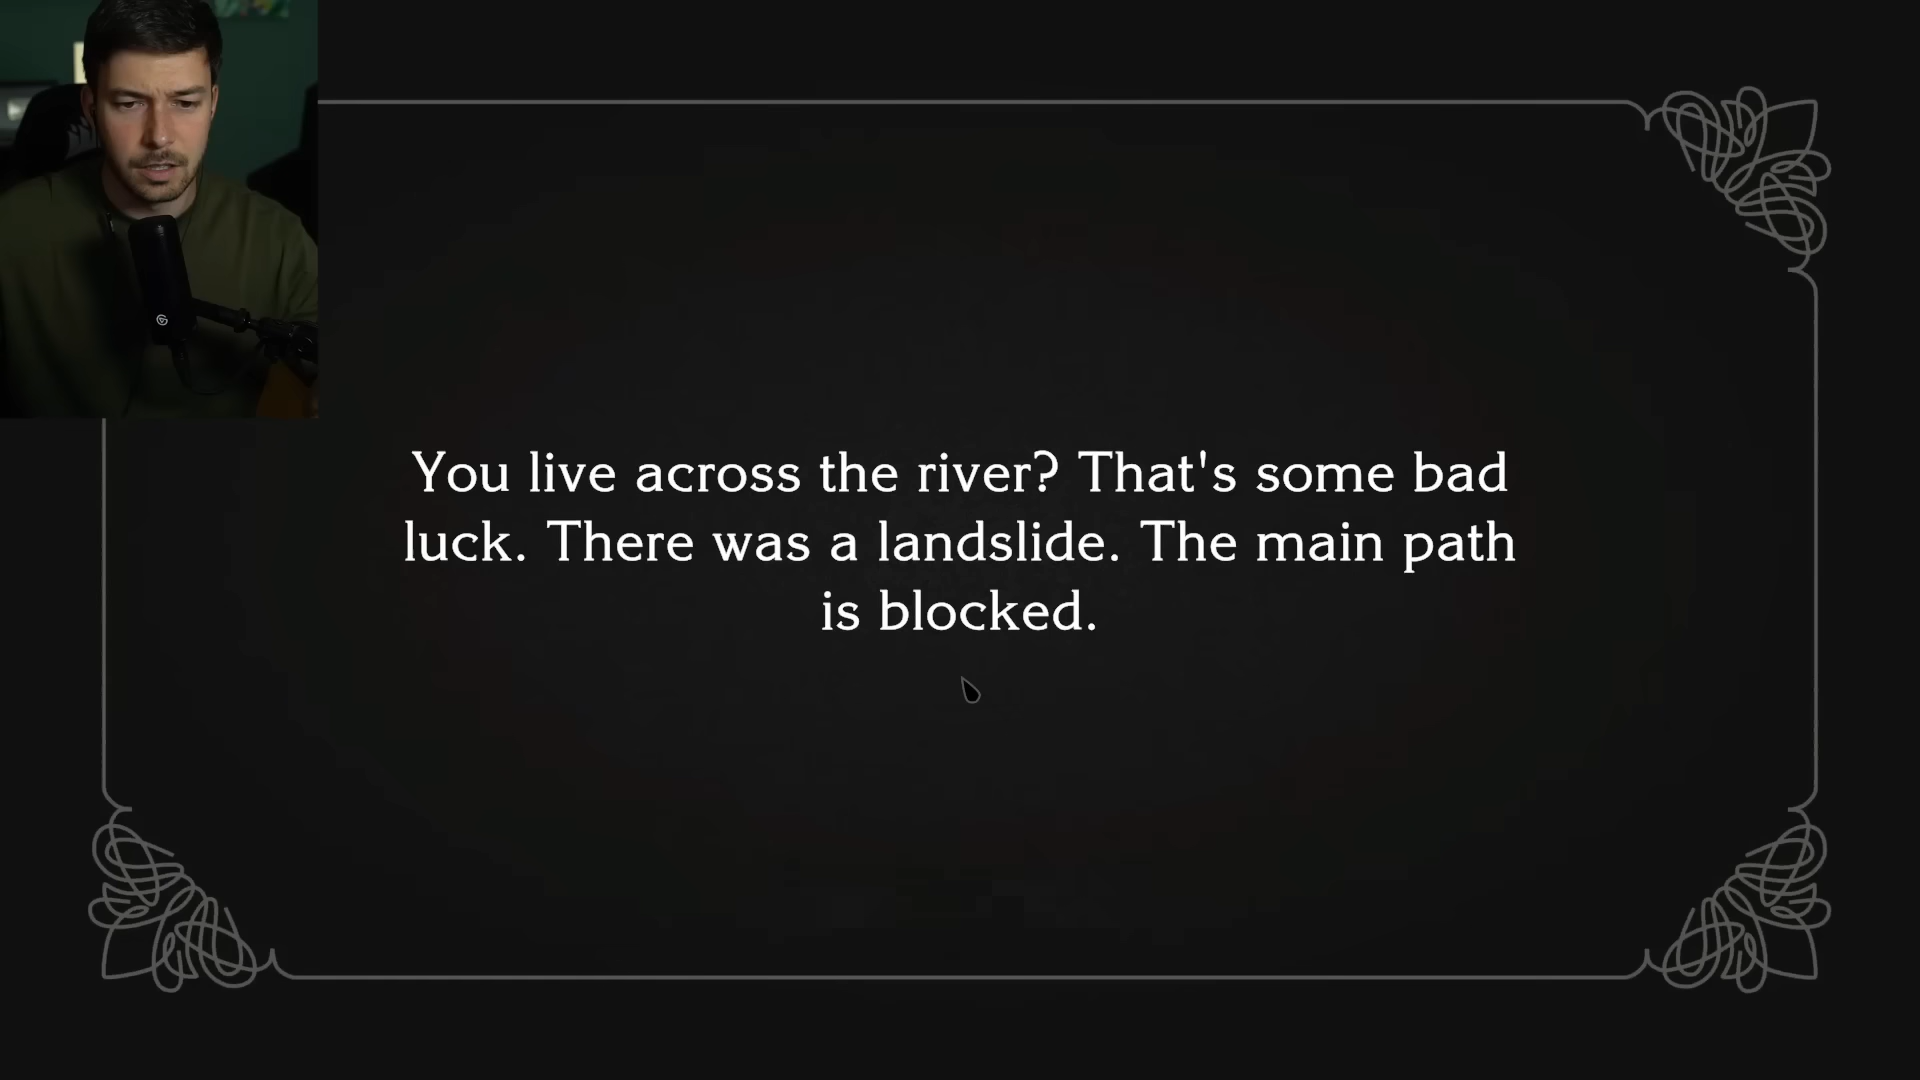 You live across the river? That's some bad
luck. There was a landslide. The main path
is blocked.